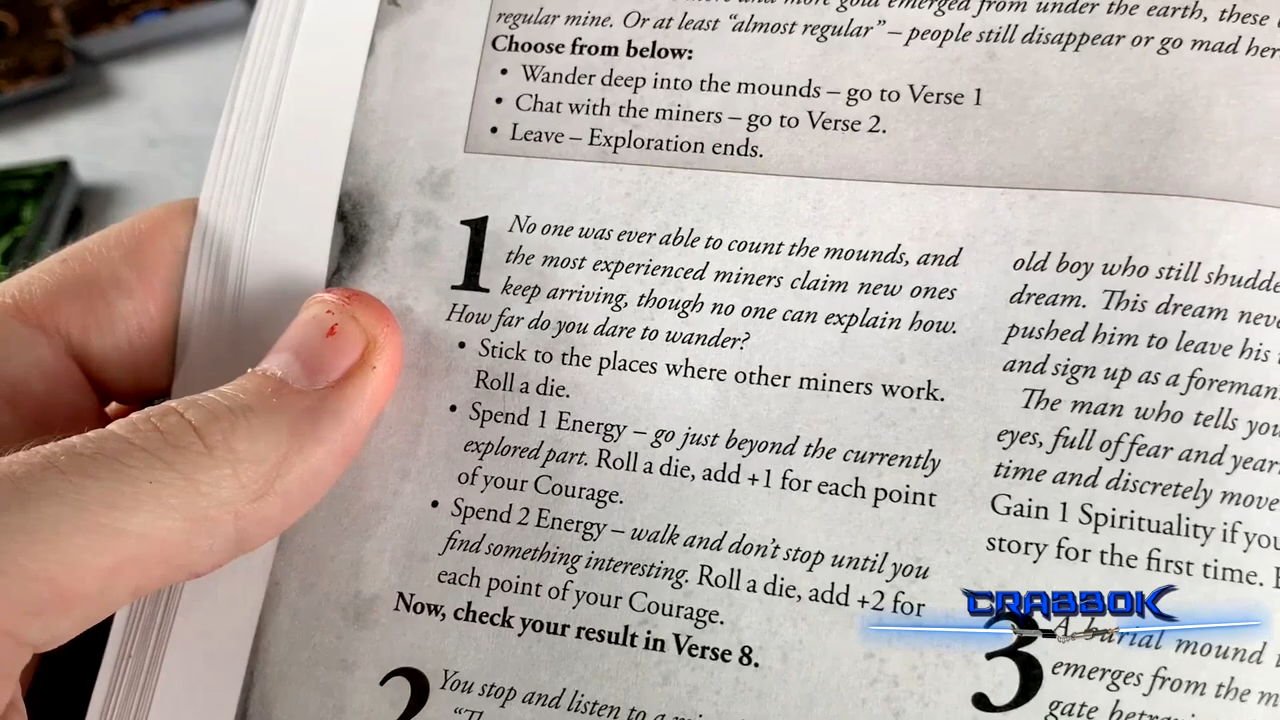 and more gold emerged from under the earth, these
regular mine. Or at least “almost regular” – people still disappear or go mad her
Choose from below:
• Wander deep into the mounds – go to Verse 1
• Chat with the miners – go to Verse 2.
• Leave – Exploration ends.
1 No one was ever able to count the mounds, and
the most experienced miners claim new ones
keep arriving, though no one can explain how.
How far do you dare to wander?
• Stick to the places where other miners work.
Roll a die.
• Spend 1 Energy – go just beyond the currently
explored part. Roll a die, add +1 for each point
of your Courage.
• Spend 2 Energy – walk and don’t stop until you
find something interesting. Roll a die, add +2 for
each point of your Courage.
Now, check your result in Verse 8.
2 You stop and listen to a
old boy who still shudde
dream. This dream neve
pushed him to leave his
and sign up as a foreman
The man who tells you
eyes, full of fear and year
time and discretely move
Gain 1 Spirituality if you
story for the first time.
3 A burial mound
emerges from the m
gate betra
CRABBOK